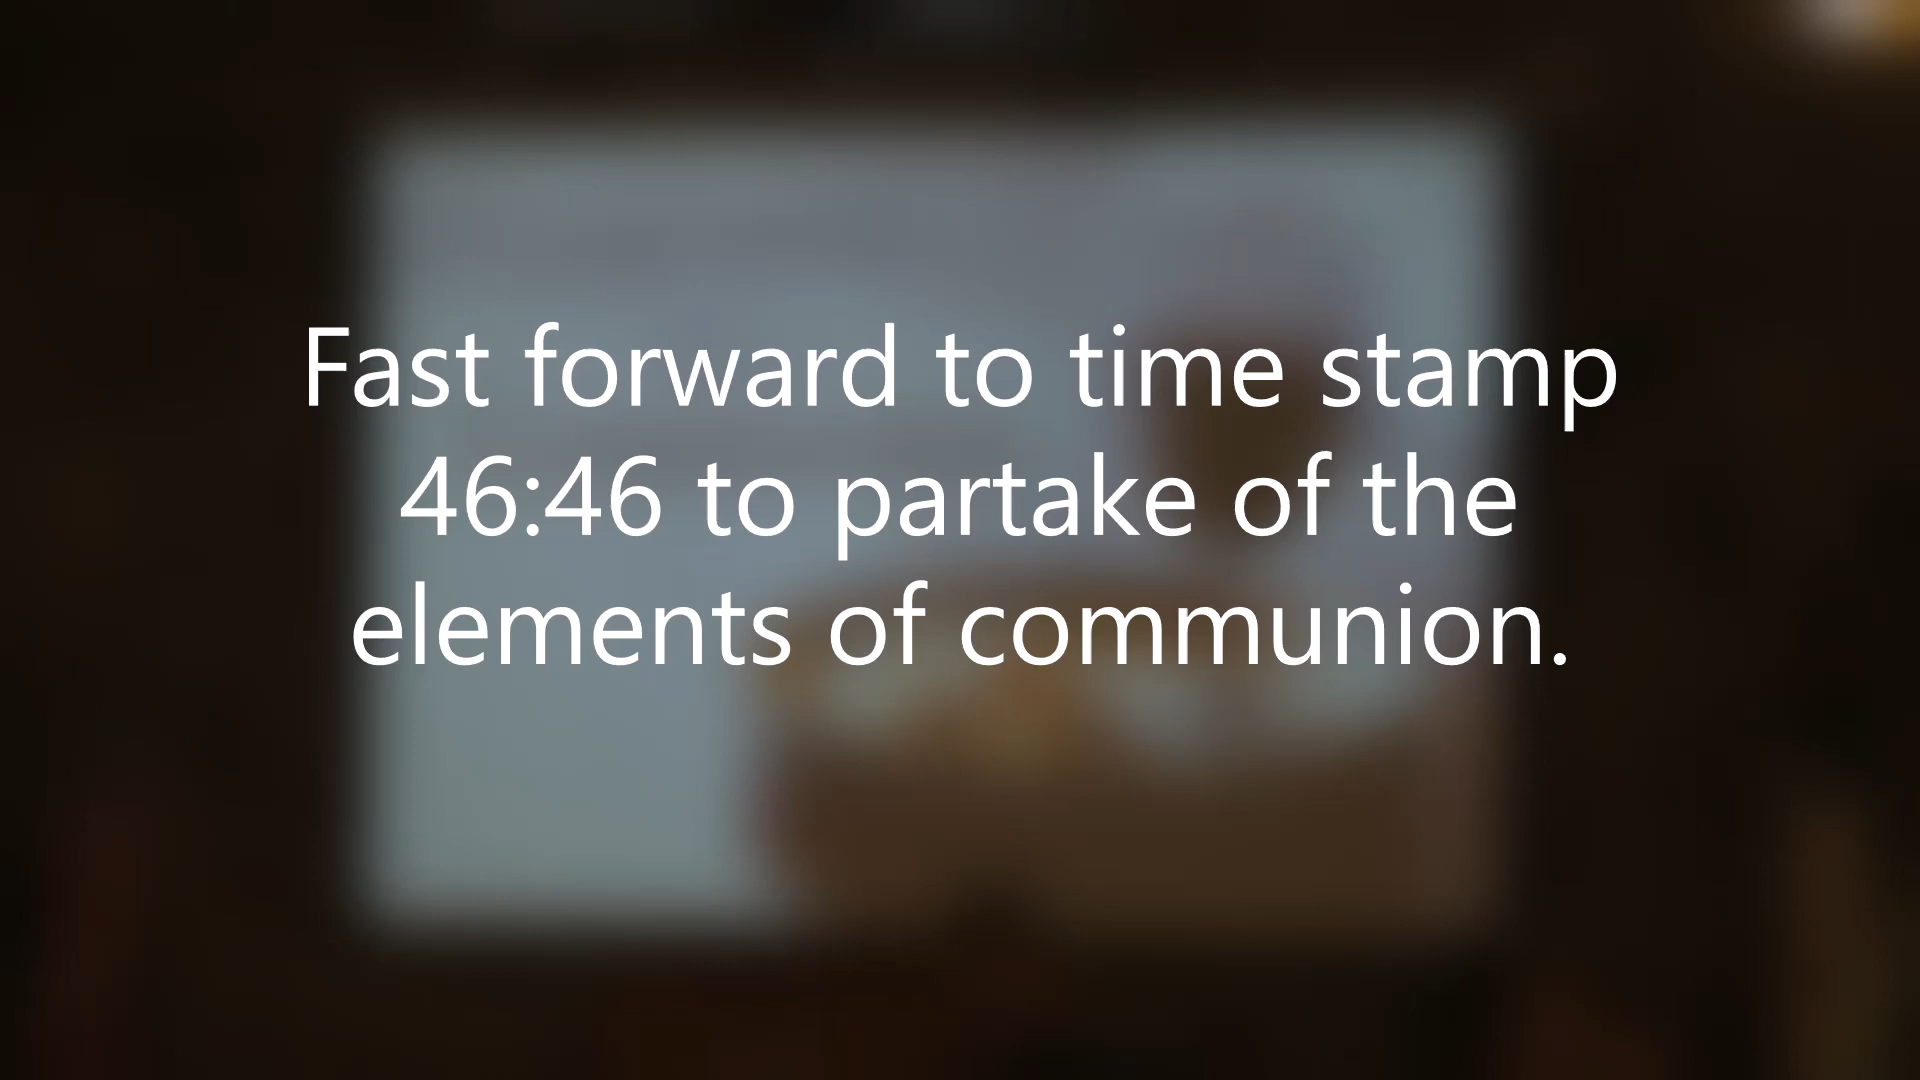 Fast forward to time stamp
46:46 to partake of the
elements of communion.